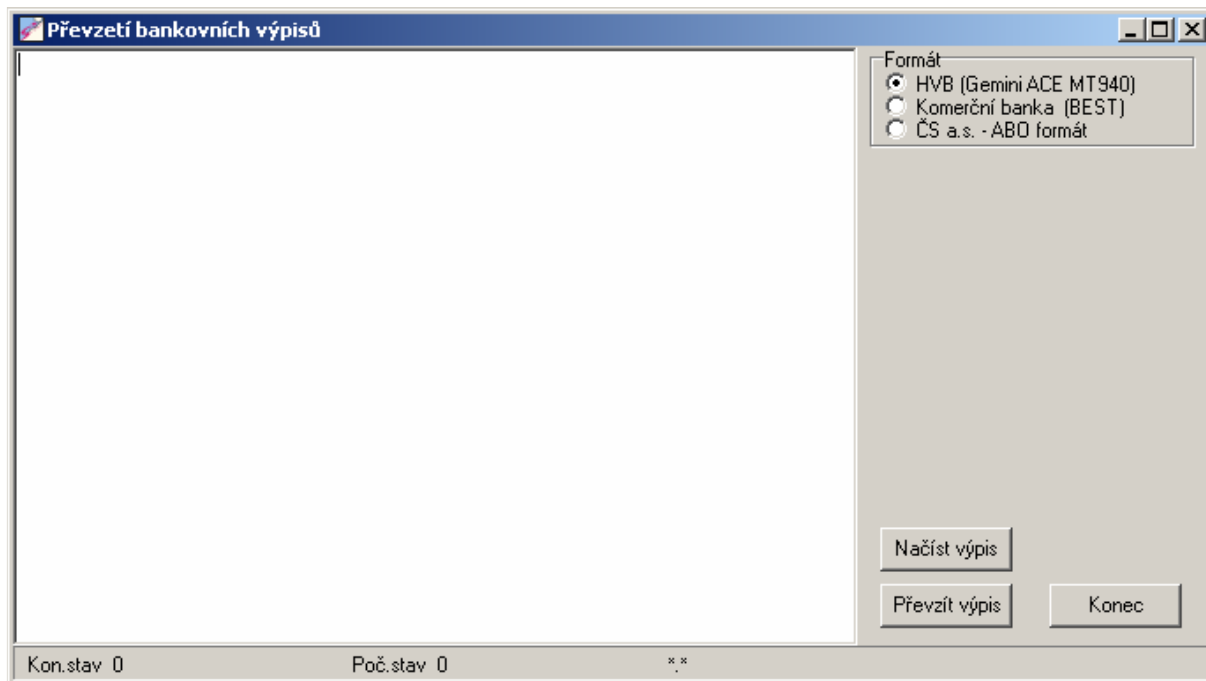 Převzetí bankovních výpisů
Formát
HVB (Gemini ACE MT940)
Komerční banka (BEST)
ČS a.s. - ABO formát
Načíst výpis
Převzít výpis Konec
Kon.stav 0 Poč.stav 0 *.*